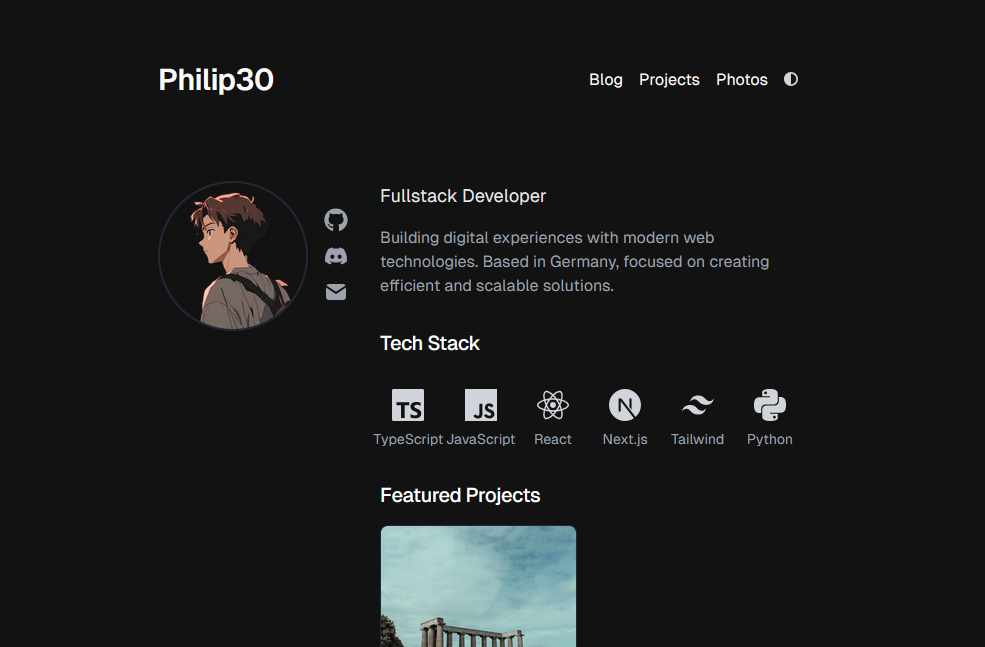 Philip30
Blog Projects Photos
Fullstack Developer
Building digital experiences with modern web
technologies. Based in Germany, focused on creating
efficient and scalable solutions.
Tech Stack
TS JS N
TypeScript JavaScript React Next.js Tailwind Python
Featured Projects